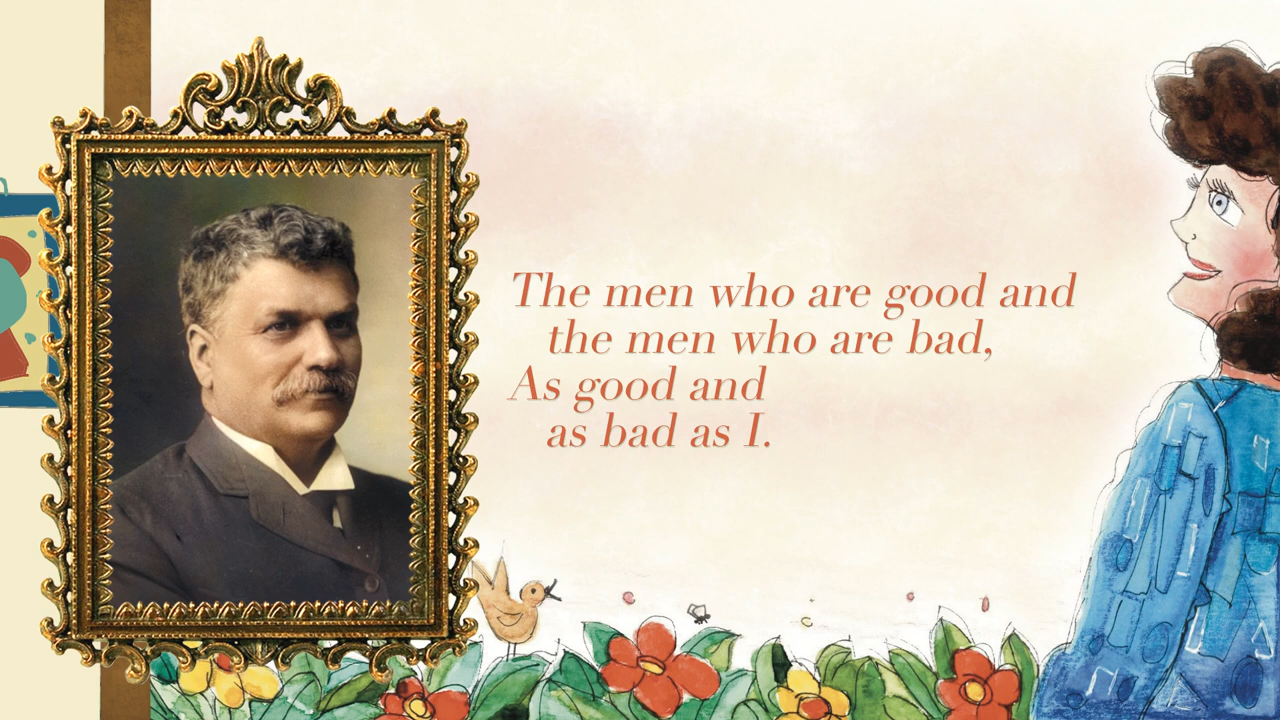 The men who are good and
the men who are bad,
As good and
as bad as I.